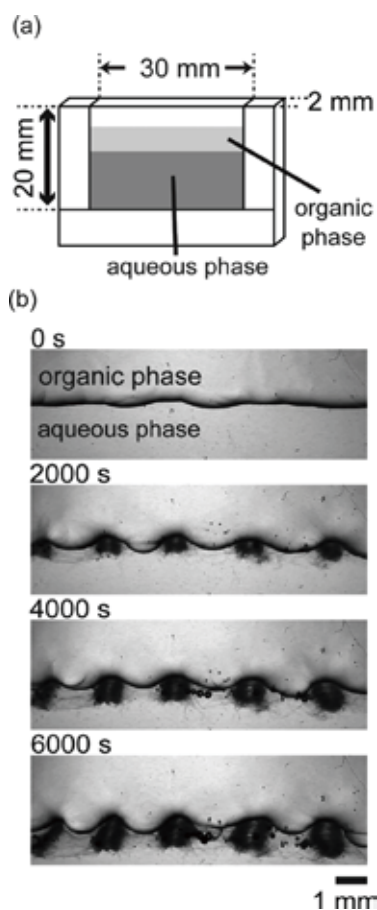 (a)
30 mm
2 mm
20 mm
organic
phase
aqueous phase
(b)
0 s
organic phase
aqueous phase
2000 s
4000 s
6000 s
1 mm